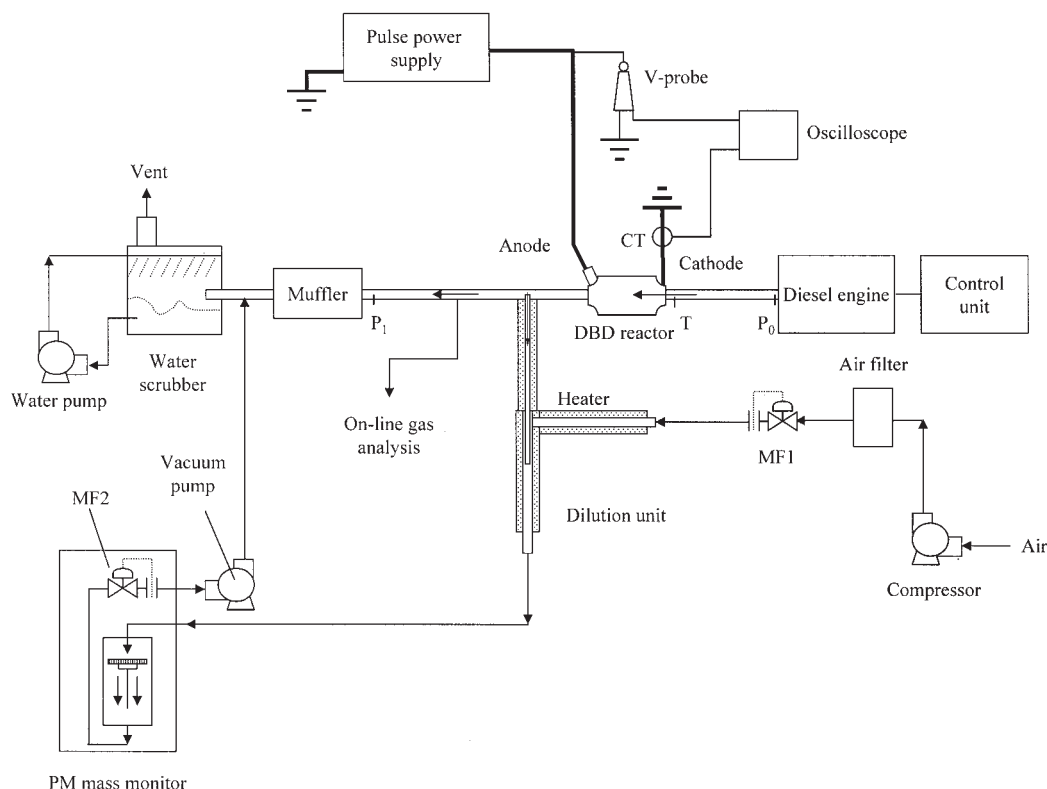 Pulse power
supply
V-probe
Oscilloscope
Vent
CT
Anode
Cathode
Muffler
Diesel engine
Control
unit
P1
DBD reactor
T
P0
Water
scrubber
Water pump
Air filter
On-line gas
analysis
Heater
MF1
Vacuum
pump
MF2
Dilution unit
Air
Compressor
PM mass monitor